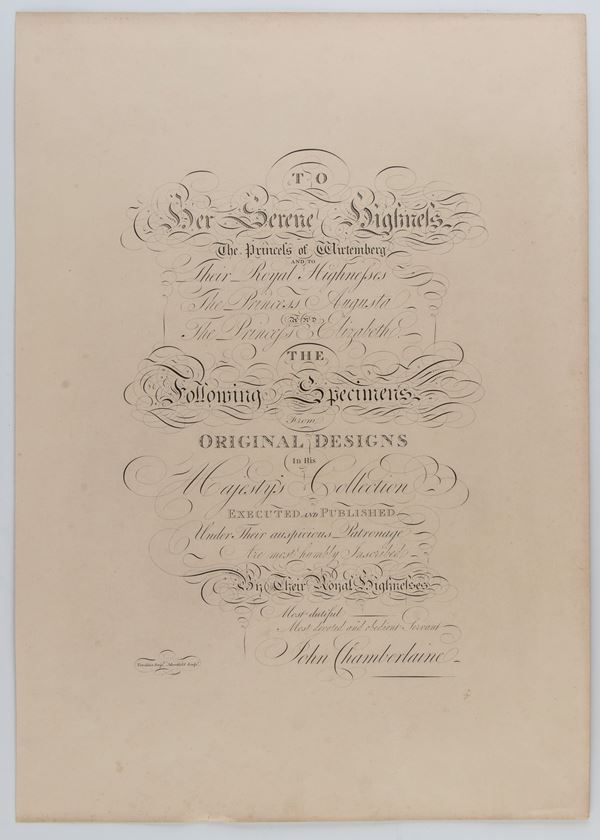 TO
Her Serene Highneſs
The Princeſs of Wirtemberg
AND TO
Their Royal Highneſses
The Princeſs Augusta
AND
The Princeſs Elizabeth.
THE
Following Specimens
From
ORIGINAL DESIGNS
In His
Majesty's Collection
EXECUTED AND PUBLISHED
Under Their auspicious Patronage
Are most humbly Inscribed,
By Their Royal Highneſses
Most dutiful
Most devoted and obedient Servant
John Chamberlaine